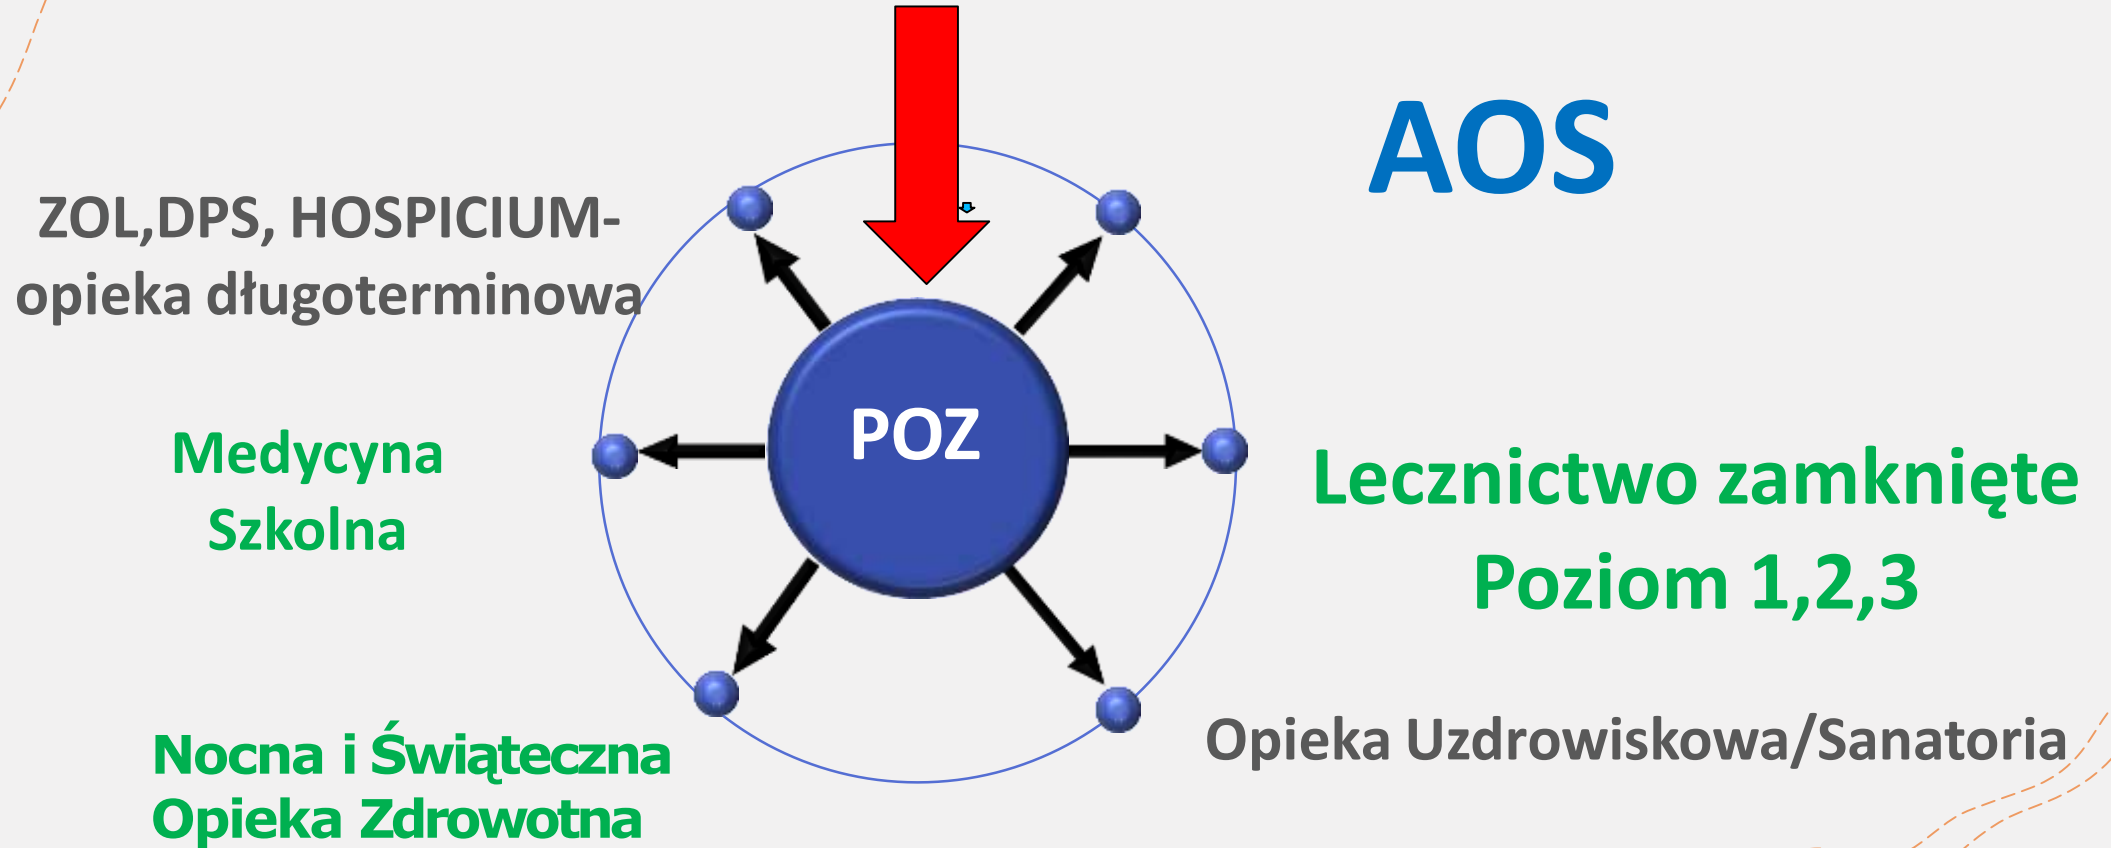 AOS
ZOL,DPS, HOSPICIUM-
opieka długoterminowa
POZ
Medycyna
Szkolna
Lecznictwo zamknięte
Poziom 1,2,3
Opieka Uzdrowiskowa/Sanatoria
Nocna i Świąteczna
Opieka Zdrowotna